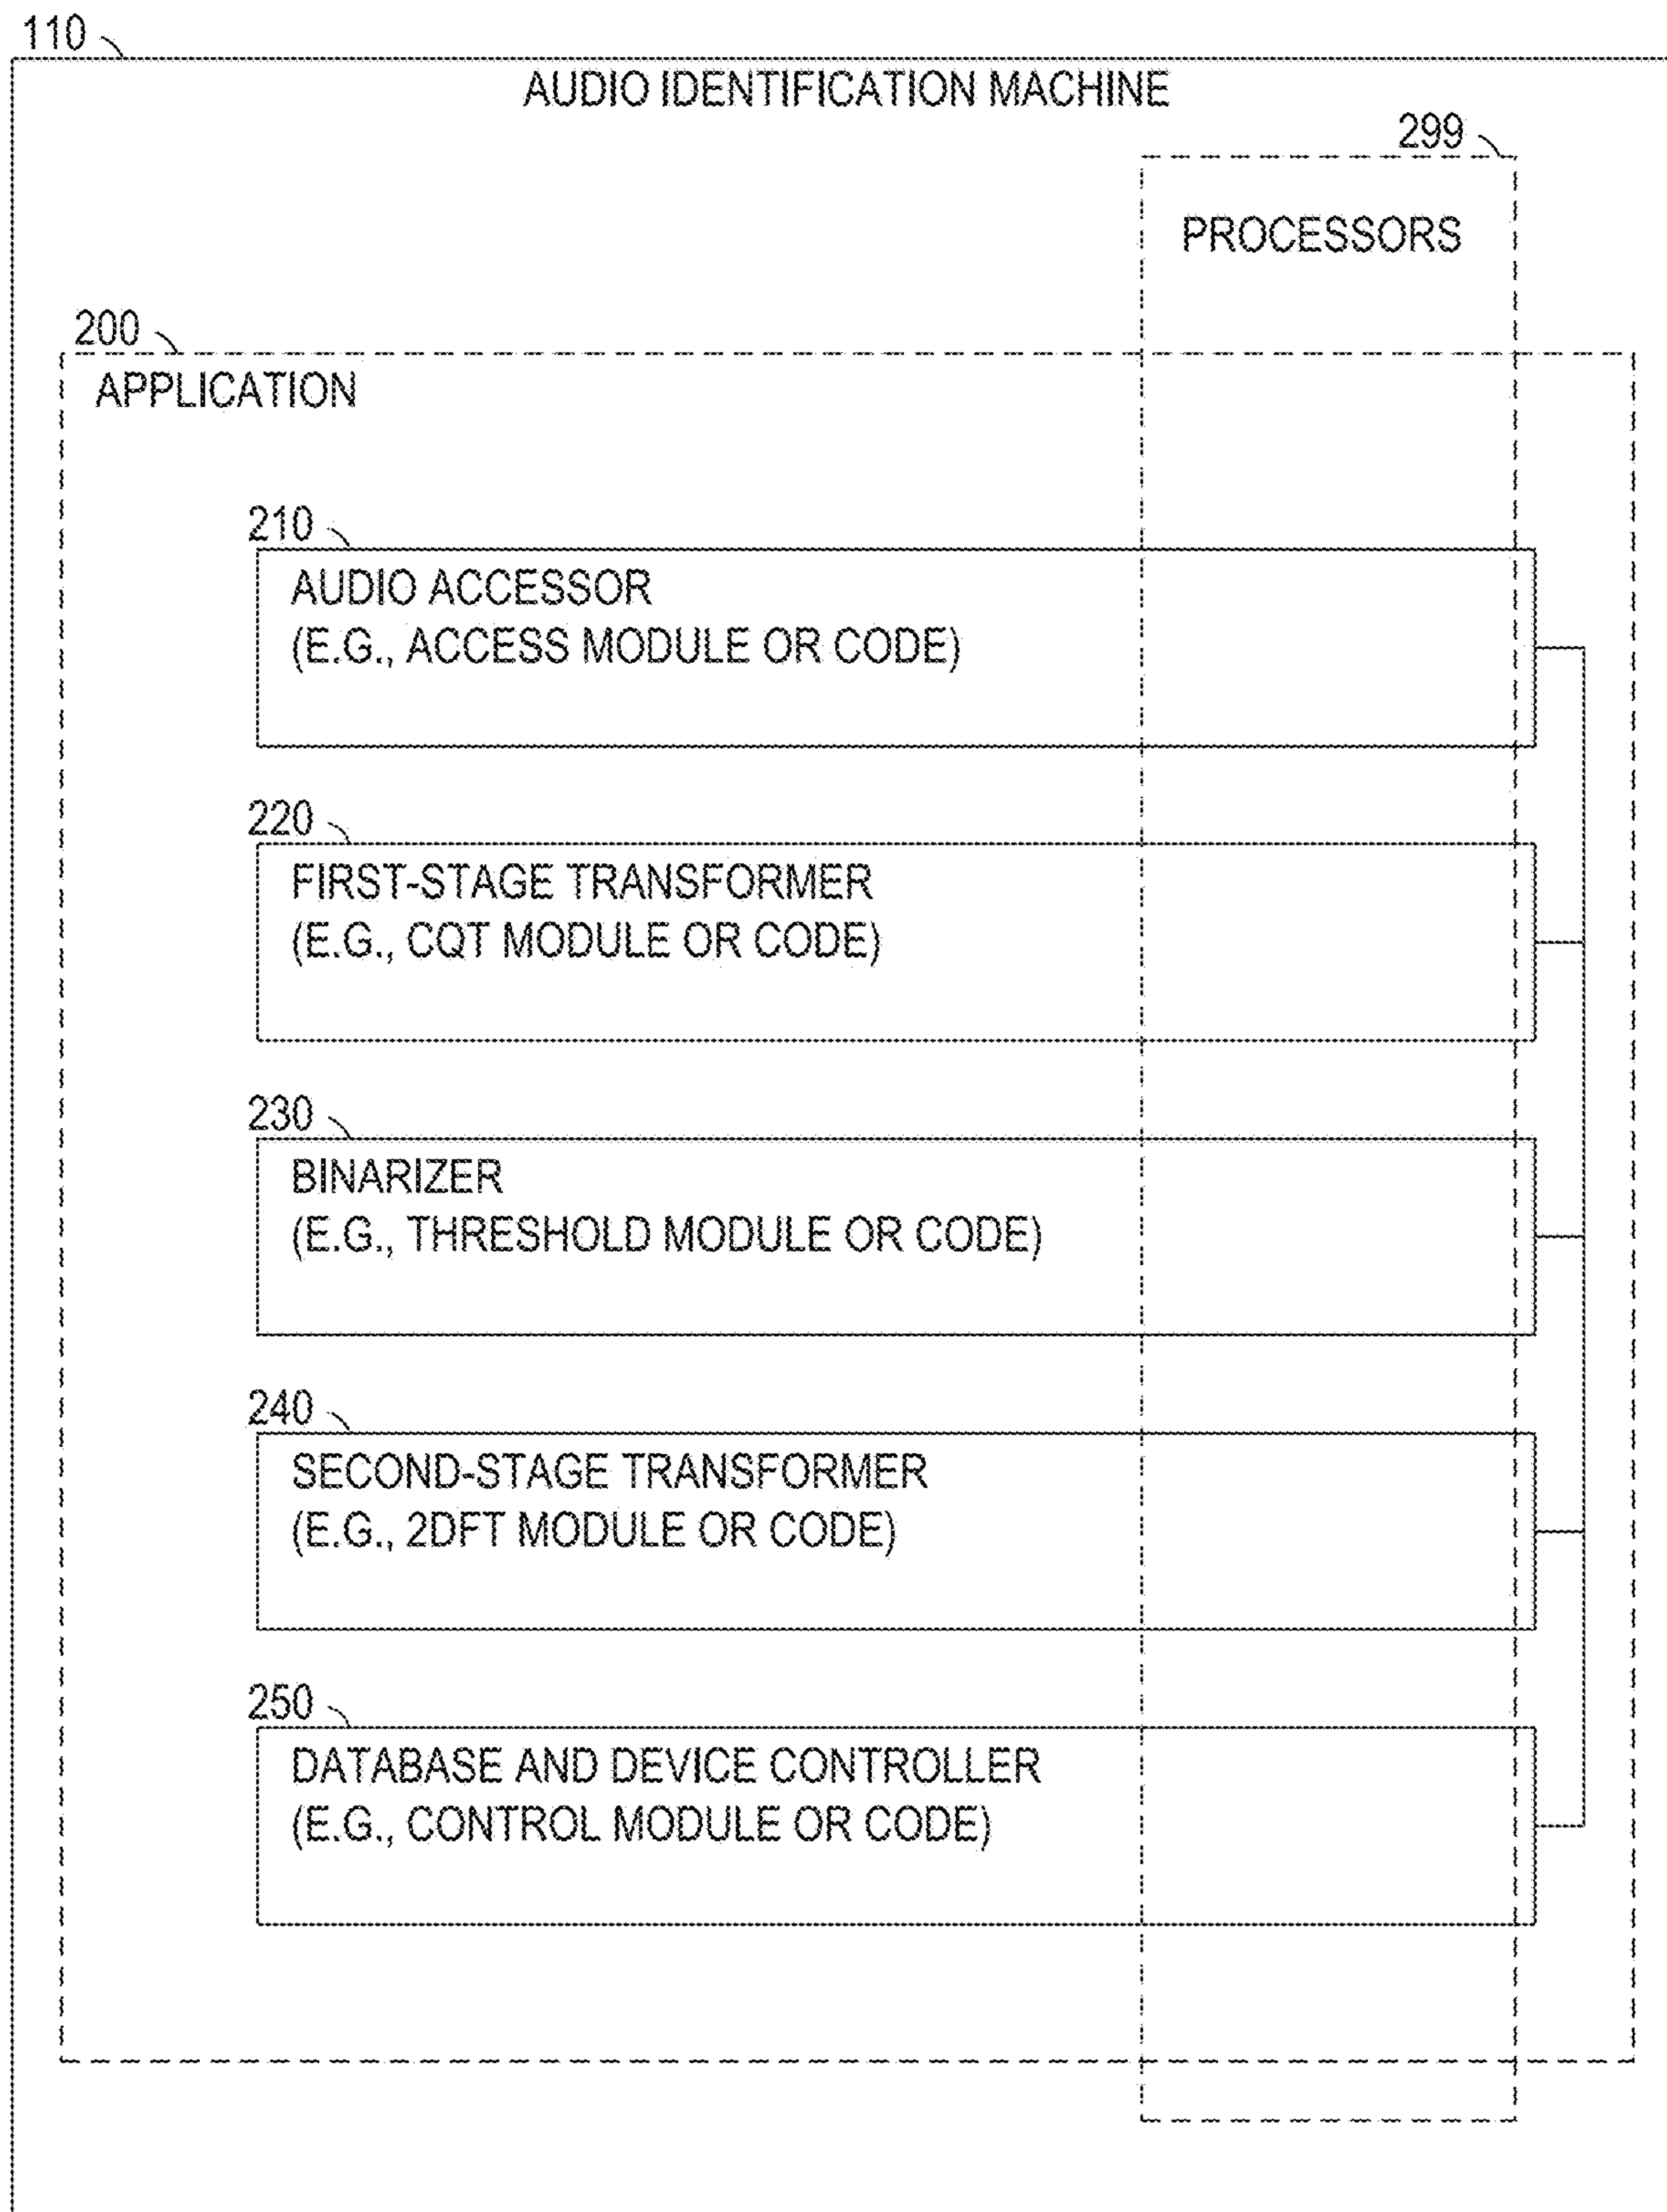 110
AUDIO IDENTIFICATION MACHINE
299
PROCESSORS
200
APPLICATION
210
AUDIO ACCESSOR
(E.G., ACCESS MODULE OR CODE)
220
FIRST-STAGE TRANSFORMER
(E.G., CQT MODULE OR CODE)
230
BINARIZER
(E.G., THRESHOLD MODULE OR CODE)
240
SECOND-STAGE TRANSFORMER
(E.G., 2DFT MODULE OR CODE)
250
DATABASE AND DEVICE CONTROLLER
(E.G., CONTROL MODULE OR CODE)